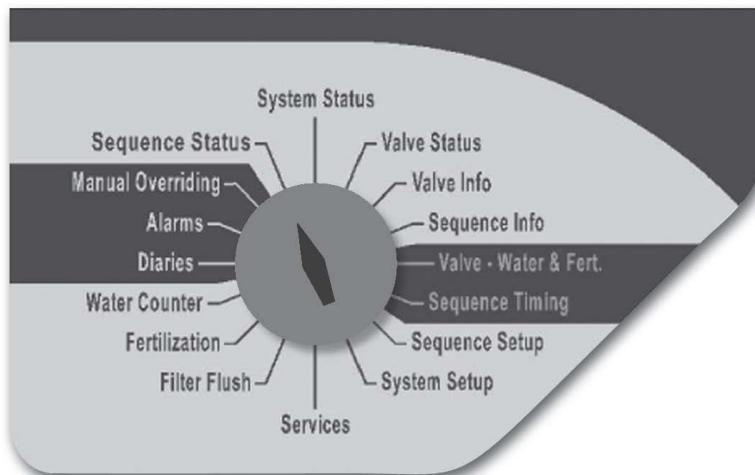 System Status
Sequence Status
Valve Status
Manual Overriding
Valve Info
Alarms
Sequence Info
Diaries
Valve - Water & Fert.
Water Counter
Sequence Timing
Fertilization
Sequence Setup
Filter Flush
System Setup
Services